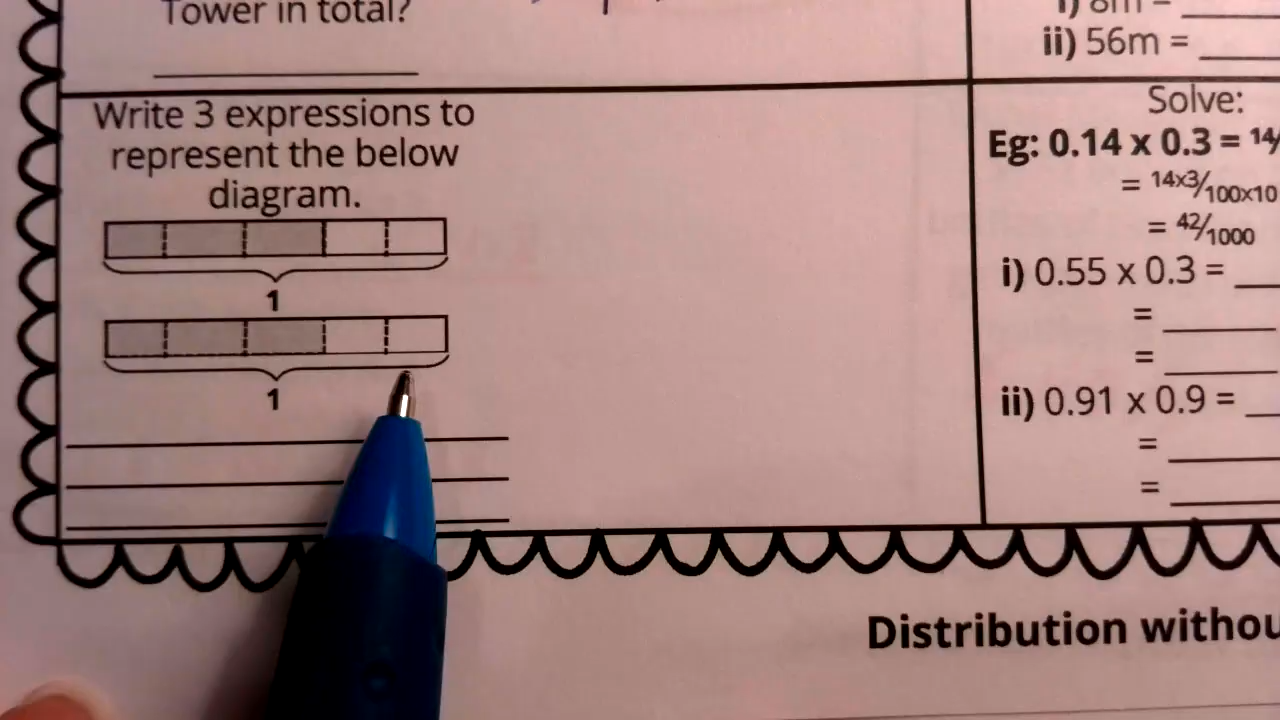 Tower in total?
ii) 56m =
Write 3 expressions to
represent the below
diagram.
1
1
Solve:
Eg: 0.14 x 0.3 = 14/
= 14x3/100x10
= 42/1000
i) 0.55 x 0.3 =
=
=
ii) 0.91 x 0.9 =
=
=
Distribution